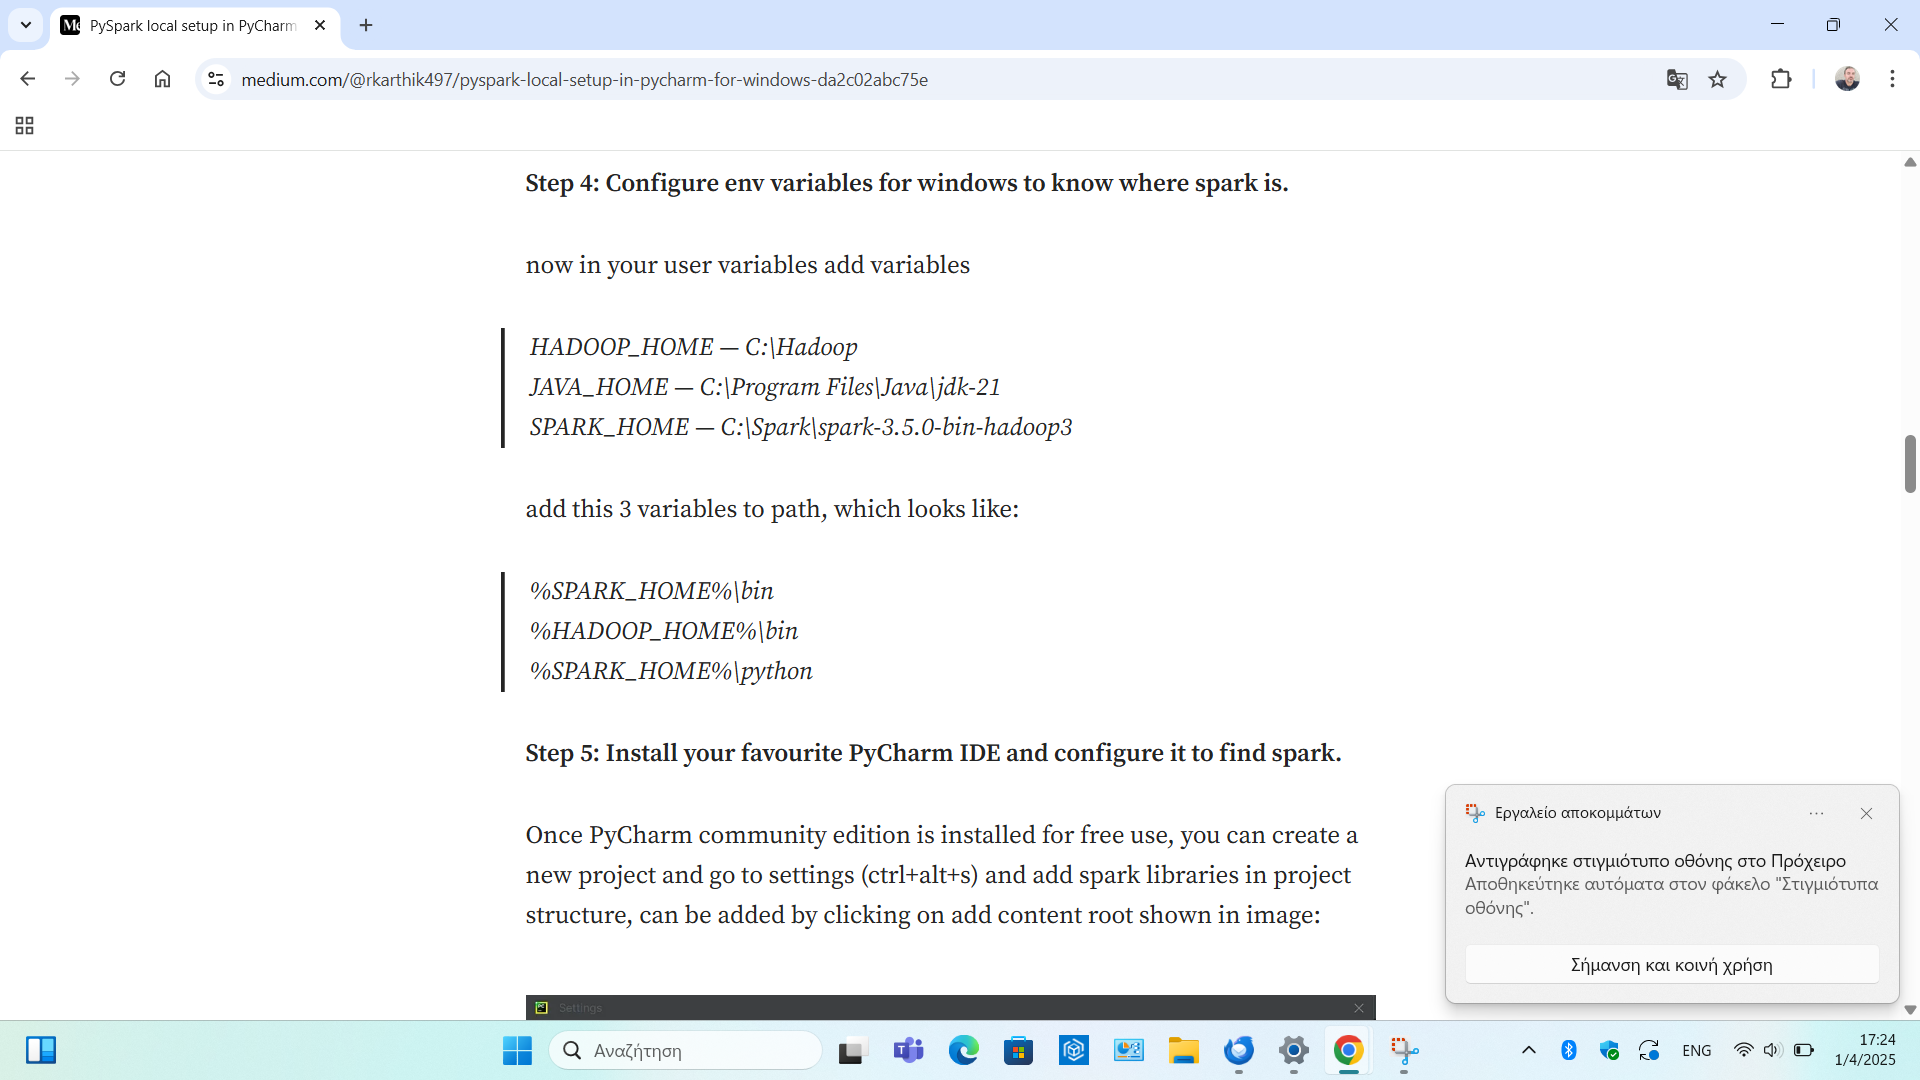 PySpark local setup in PyCharm
medium.com/@rkarthik497/pyspark-local-setup-in-pycharm-for-windows-da2c02abc75e
Step 4: Configure env variables for windows to know where spark is.
now in your user variables add variables
HADOOP_HOME — C:\Hadoop
JAVA_HOME — C:\Program Files\Java\jdk-21
SPARK_HOME — C:\Spark\spark-3.5.0-bin-hadoop3
add this 3 variables to path, which looks like:
%SPARK_HOME%\bin
%HADOOP_HOME%\bin
%SPARK_HOME%\python
Step 5: Install your favourite PyCharm IDE and configure it to find spark.
Once PyCharm community edition is installed for free use, you can create a
new project and go to settings (ctrl+alt+s) and add spark libraries in project
structure, can be added by clicking on add content root shown in image:
Settings
Εργαλείο αποκομμάτων
Αντιγράφηκε στιγμιότυπο οθόνης στο Πρόχειρο
Αποθηκεύτηκε αυτόματα στον φάκελο "Στιγμιότυπα
οθόνης".
Σήμανση και κοινή χρήση
Αναζήτηση
ENG
17:24
1/4/2025